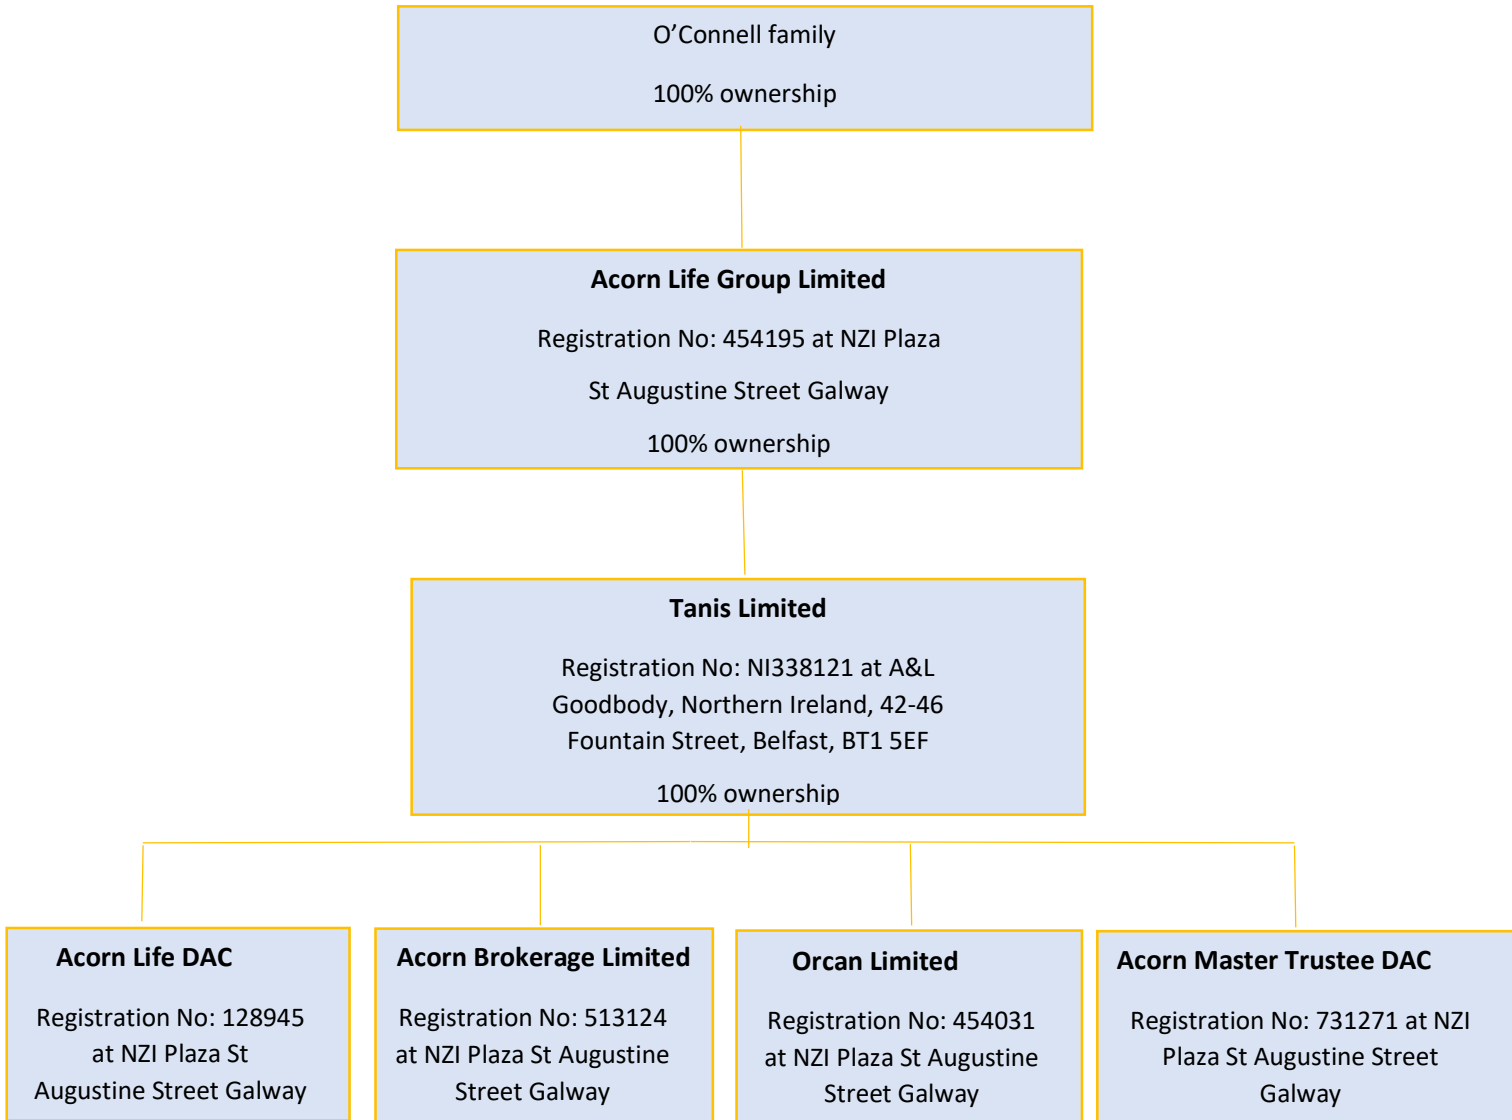 O’Connell family
100% ownership
Acorn Life Group Limited
Registration No: 454195 at NZI Plaza
St Augustine Street Galway
100% ownership
Tanis Limited
Registration No: NI338121 at A&L
Goodbody, Northern Ireland, 42-46
Fountain Street, Belfast, BT1 5EF
100% ownership
Acorn Life DAC
Registration No: 128945
at NZI Plaza St
Augustine Street Galway
Acorn Brokerage Limited
Registration No: 513124
at NZI Plaza St Augustine
Street Galway
Orcan Limited
Registration No: 454031
at NZI Plaza St Augustine
Street Galway
Acorn Master Trustee DAC
Registration No: 731271 at NZI
Plaza St Augustine Street
Galway